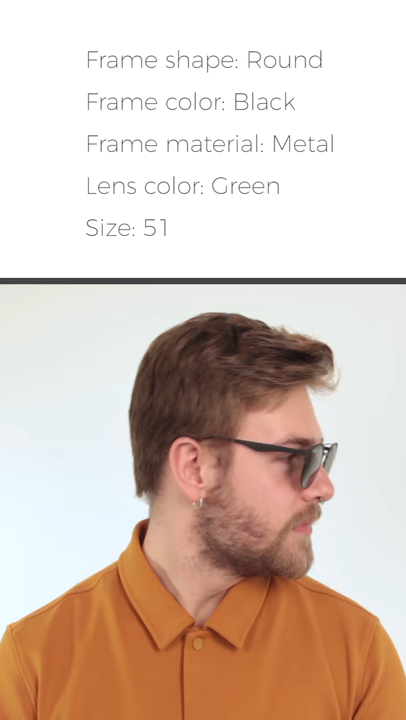 Frame shape: Round
Frame color: Black
Frame material: Metal
Lens color: Green
Size: 51